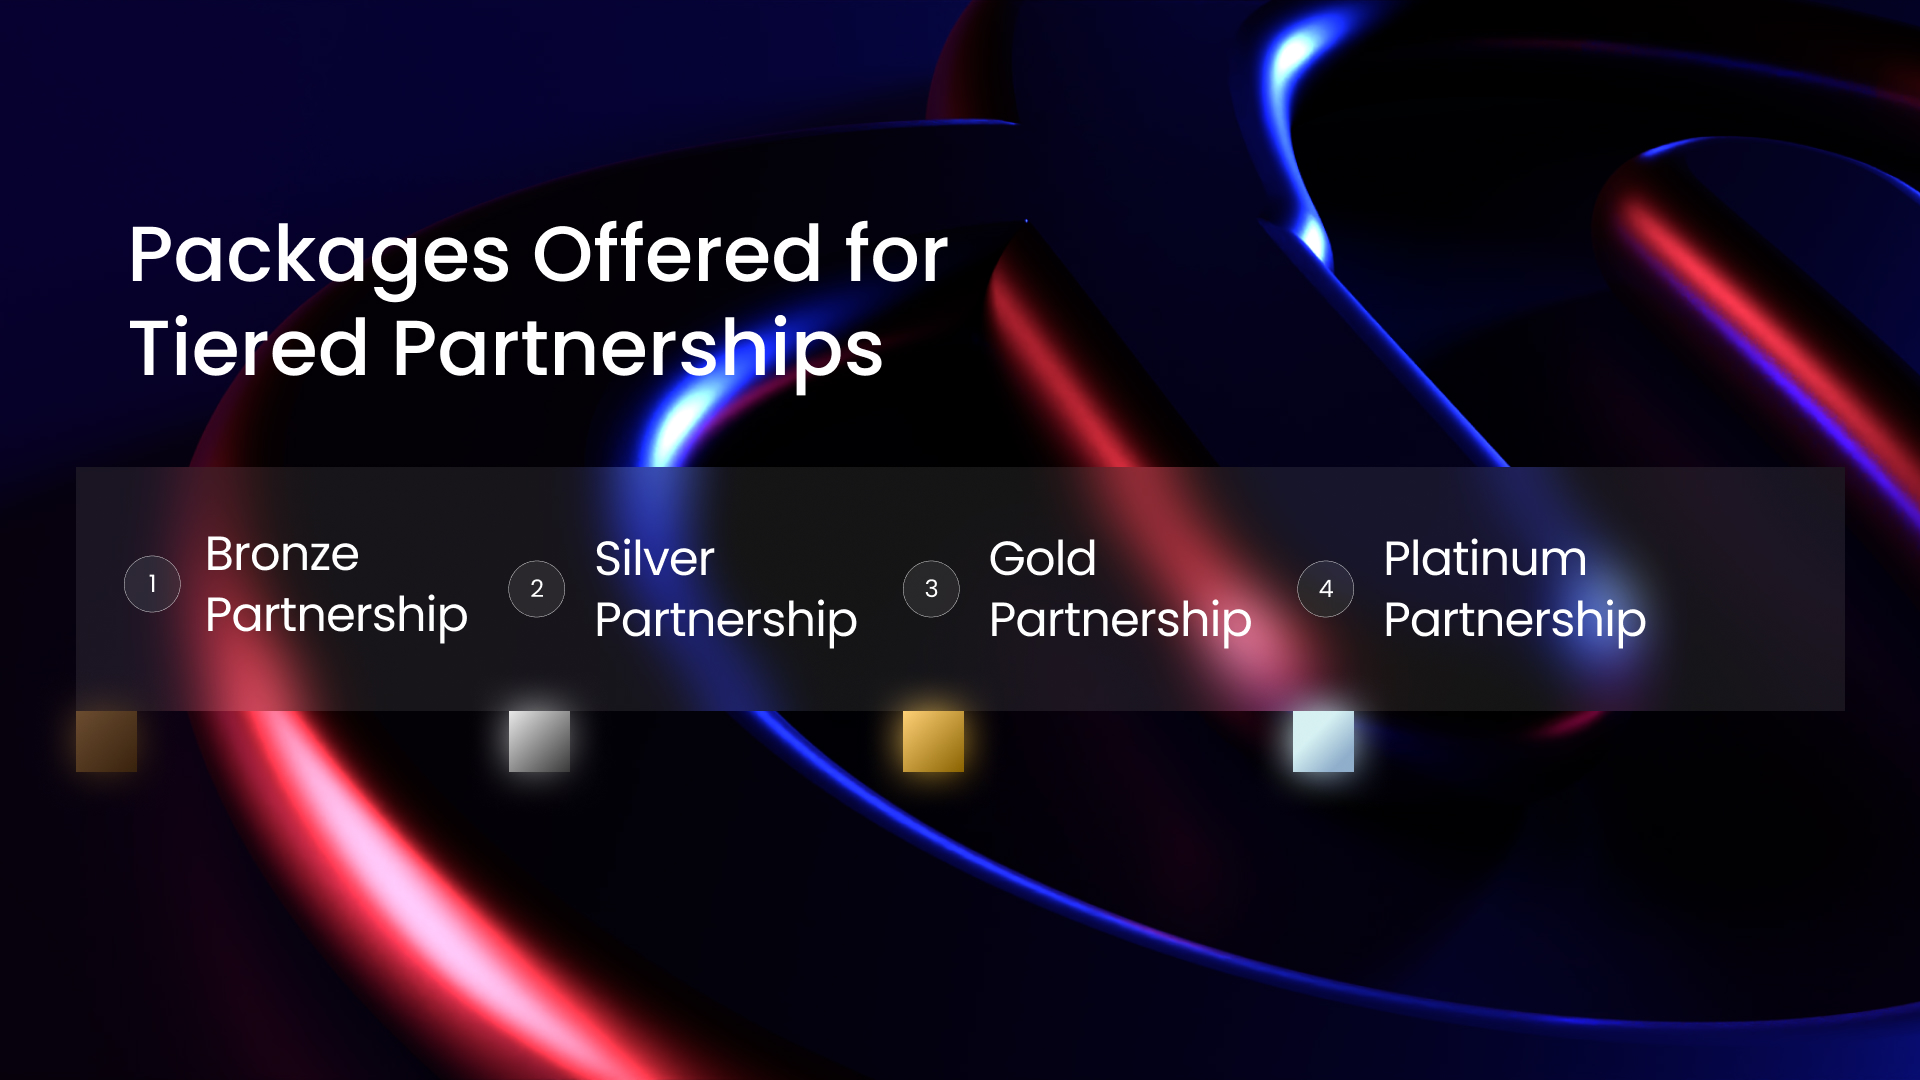 Packages Offered for
Tiered Partnerships
1
Bronze
Partnership
2
Silver
Partnership
3
Gold
Partnership
4
Platinum
Partnership